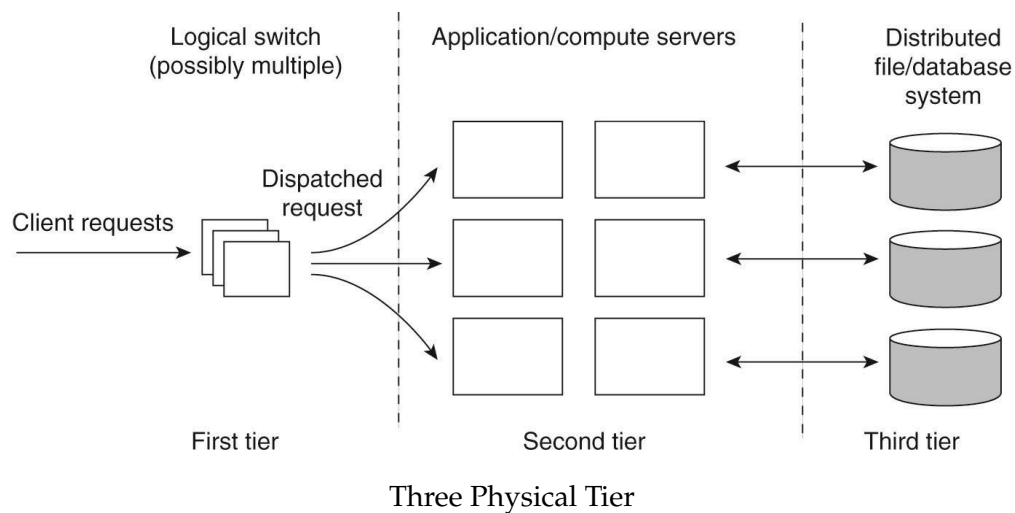 Logical switch
(possibly multiple)
Application/compute servers
Distributed
file/database
system
Client requests
Dispatched
request
First tier
Second tier
Third tier
Three Physical Tier